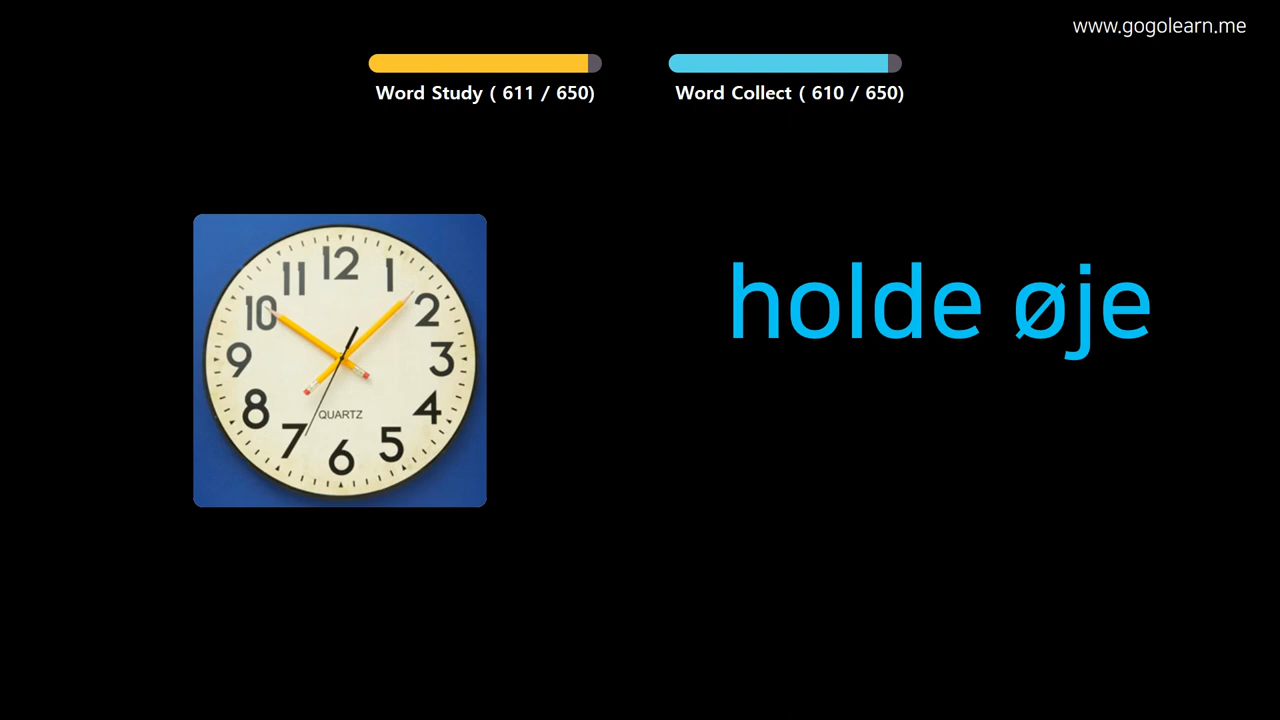 www.gogolearn.me
Word Study ( 611 / 650)
Word Collect ( 610 / 650)
12
11
1
10
2
9
3
8
4
QUARTZ
7
5
6
holde øje